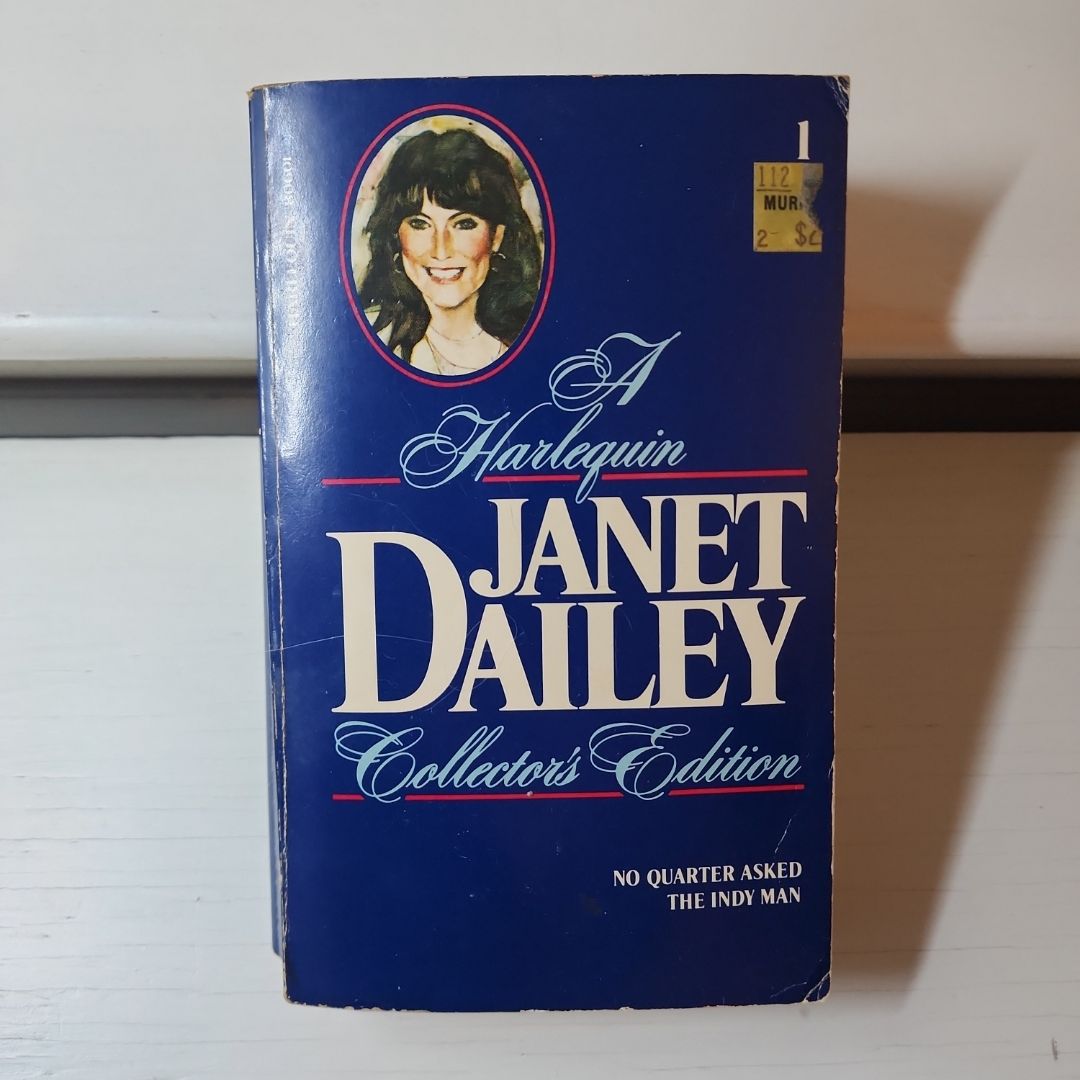 1
112
MUR
2 $
A
Harlequin
JANET
DAILEY
Collector's Edition
NO QUARTER ASKED
THE INDY MAN